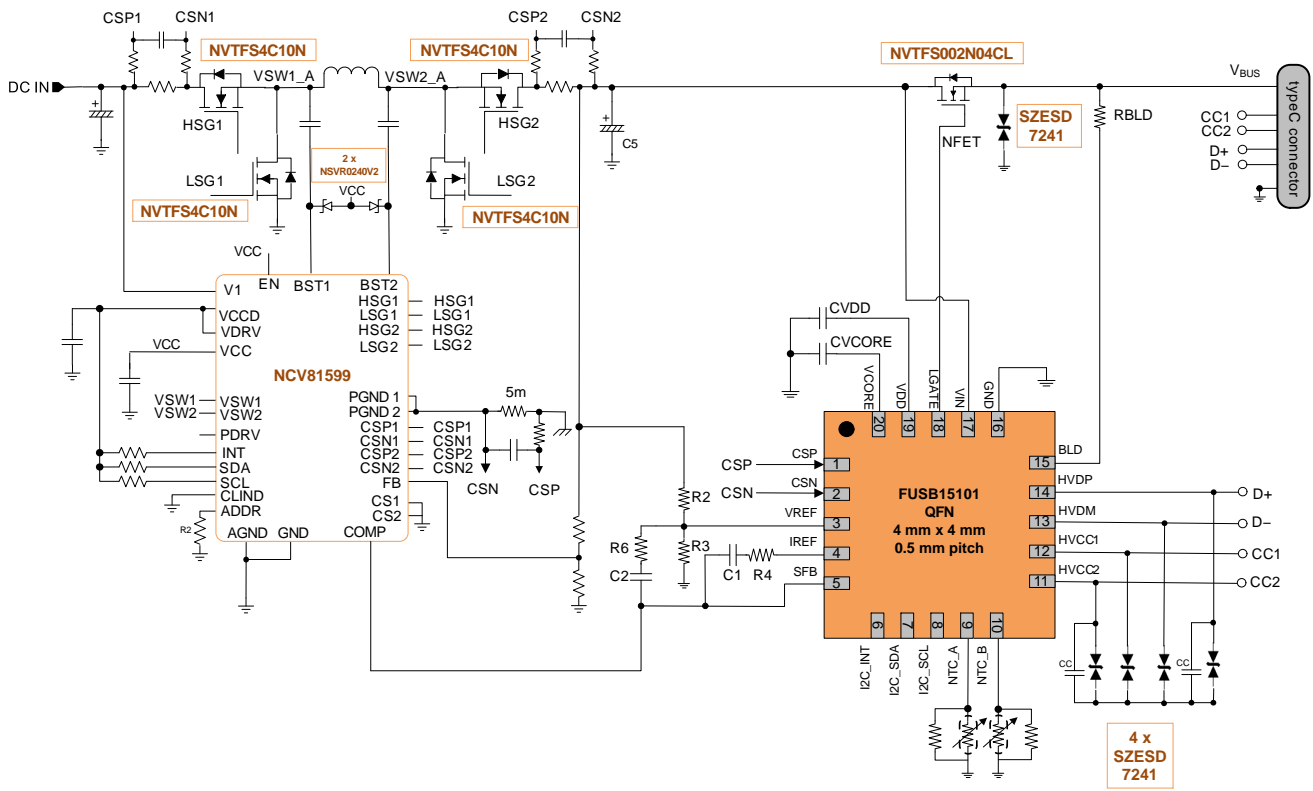 CSP1
CSN1
CSP2
CSN2
NVTFS4C10N
NVTFS4C10N
NVTFS002N04CL
DC IN
VSW1_A
VSW2_A
VBUS
typeC connector
HSG1
HSG2
+
+
C5
NFET
SZESD
7241
RBLD
CC1
CC2
D+
D−
LSG1
2 x
NSVR0240V2
VCC
LSG2
NVTFS4C10N
NVTFS4C10N
VCC
EN
BST1
BST2
V1
VCCD
VDRV
VCC
VCC
HSG1
LSG1
HSG2
LSG2
HSG1
LSG1
HSG2
LSG2
NCV81599
VSW1
VSW2
VSW1
VSW2
PDRV
INT
SDA
SCL
CLIND
ADDR
R2
AGND
GND
COMP
PGND 1
PGND 2
CSP1
CSN1
CSP2
CSN2
FB
CS1
CS2
CSP1
CSN1
CSP2
CSN2
5m
CSN
CSP
CVDD
CVCORE
VCORE
VDD
LGATE
VIN
GND
20
19
18
17
16
CSP
CSP
1
CSN
CSN
2
VREF
3
IREF
4
SFB
5
R2
R3
R6
C2
C1
R4
FUSB15101
QFN
4 mm x 4 mm
0.5 mm pitch
15
BLD
14
HVDP
D+
13
HVDM
D−
12
HVCC1
CC1
11
HVCC2
CC2
6
7
8
9
10
I2C_INT
I2C_SDA
I2C_SCL
NTC_A
NTC_B
CC
CC
4 x
SZESD
7241